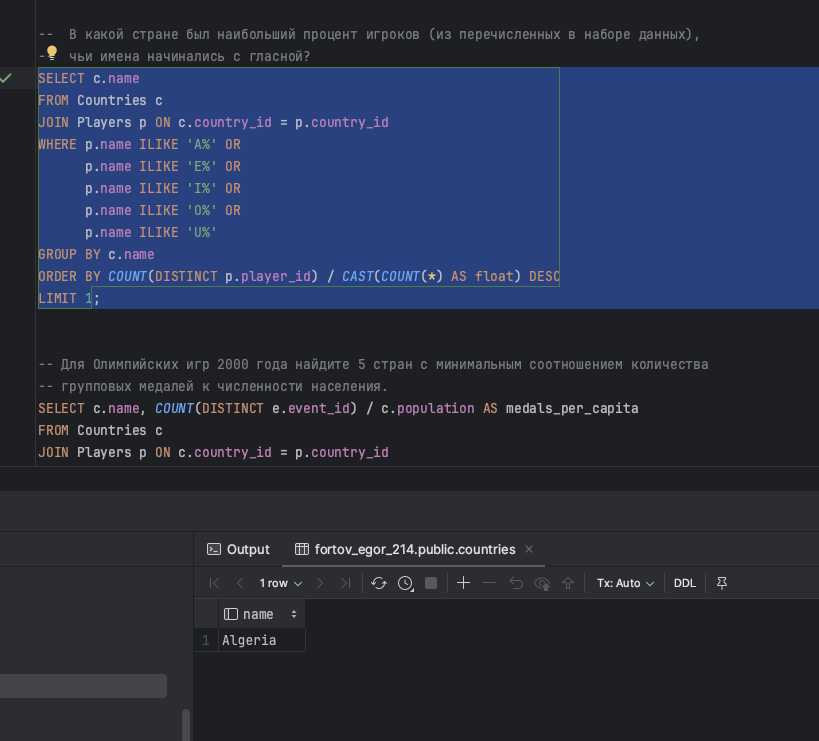 --  В какой стране был наибольший процент игроков (из перечисленных в наборе данных),
-- чьи имена начинались с гласной?
SELECT c.name
FROM Countries c
JOIN Players p ON c.country_id = p.country_id
WHERE p.name ILIKE 'A%' OR
p.name ILIKE 'E%' OR
p.name ILIKE 'I%' OR
p.name ILIKE 'O%' OR
p.name ILIKE 'U%'
GROUP BY c.name
ORDER BY COUNT(DISTINCT p.player_id) / CAST(COUNT(*) AS float) DESC
LIMIT 1;
-- Для Олимпийских игр 2000 года найдите 5 стран с минимальным соотношением количества
-- групповых медалей к численности населения.
SELECT c.name, COUNT(DISTINCT e.event_id) / c.population AS medals_per_capita
FROM Countries c
JOIN Players p ON c.country_id = p.country_id
Output fortov_egor_214.public.countries
1 row Tx: Auto DDL
name
1 Algeria